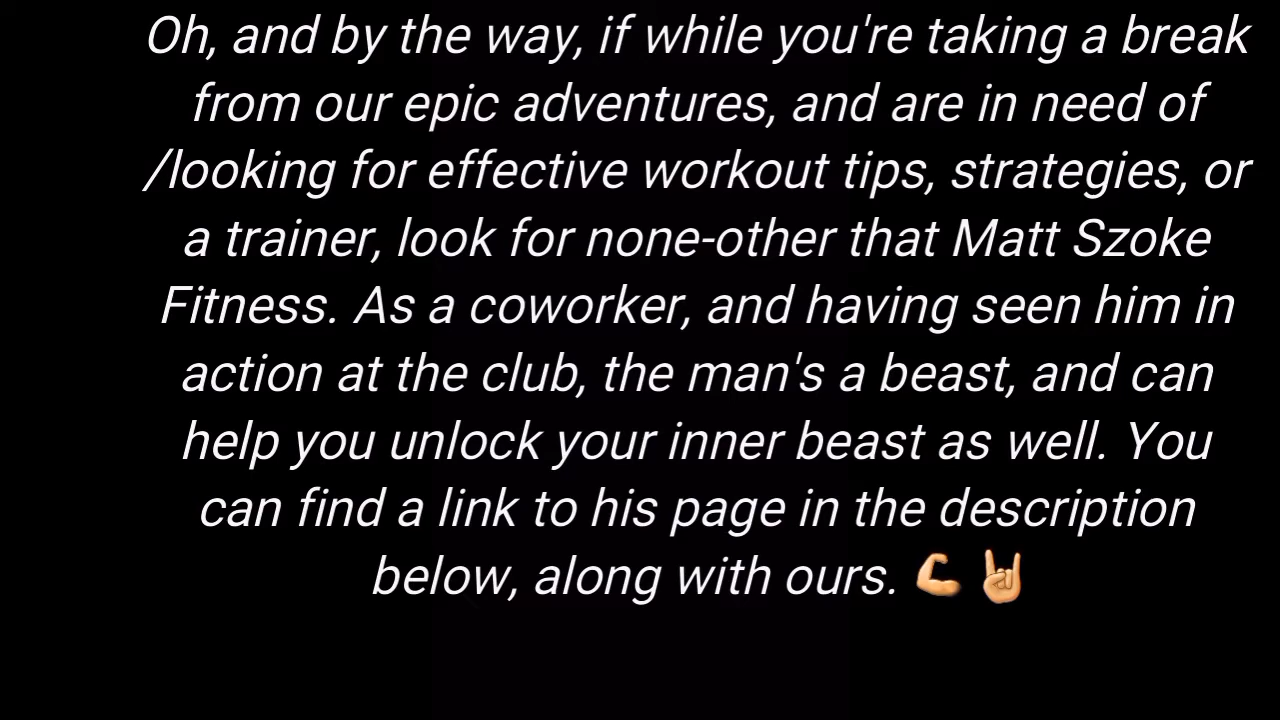 Oh, and by the way, if while you're taking a break
from our epic adventures, and are in need of
/looking for effective workout tips, strategies, or
a trainer, look for none-other that Matt Szoke
Fitness. As a coworker, and having seen him in
action at the club, the man's a beast, and can
help you unlock your inner beast as well. You
can find a link to his page in the description
below, along with ours. 💪🤘